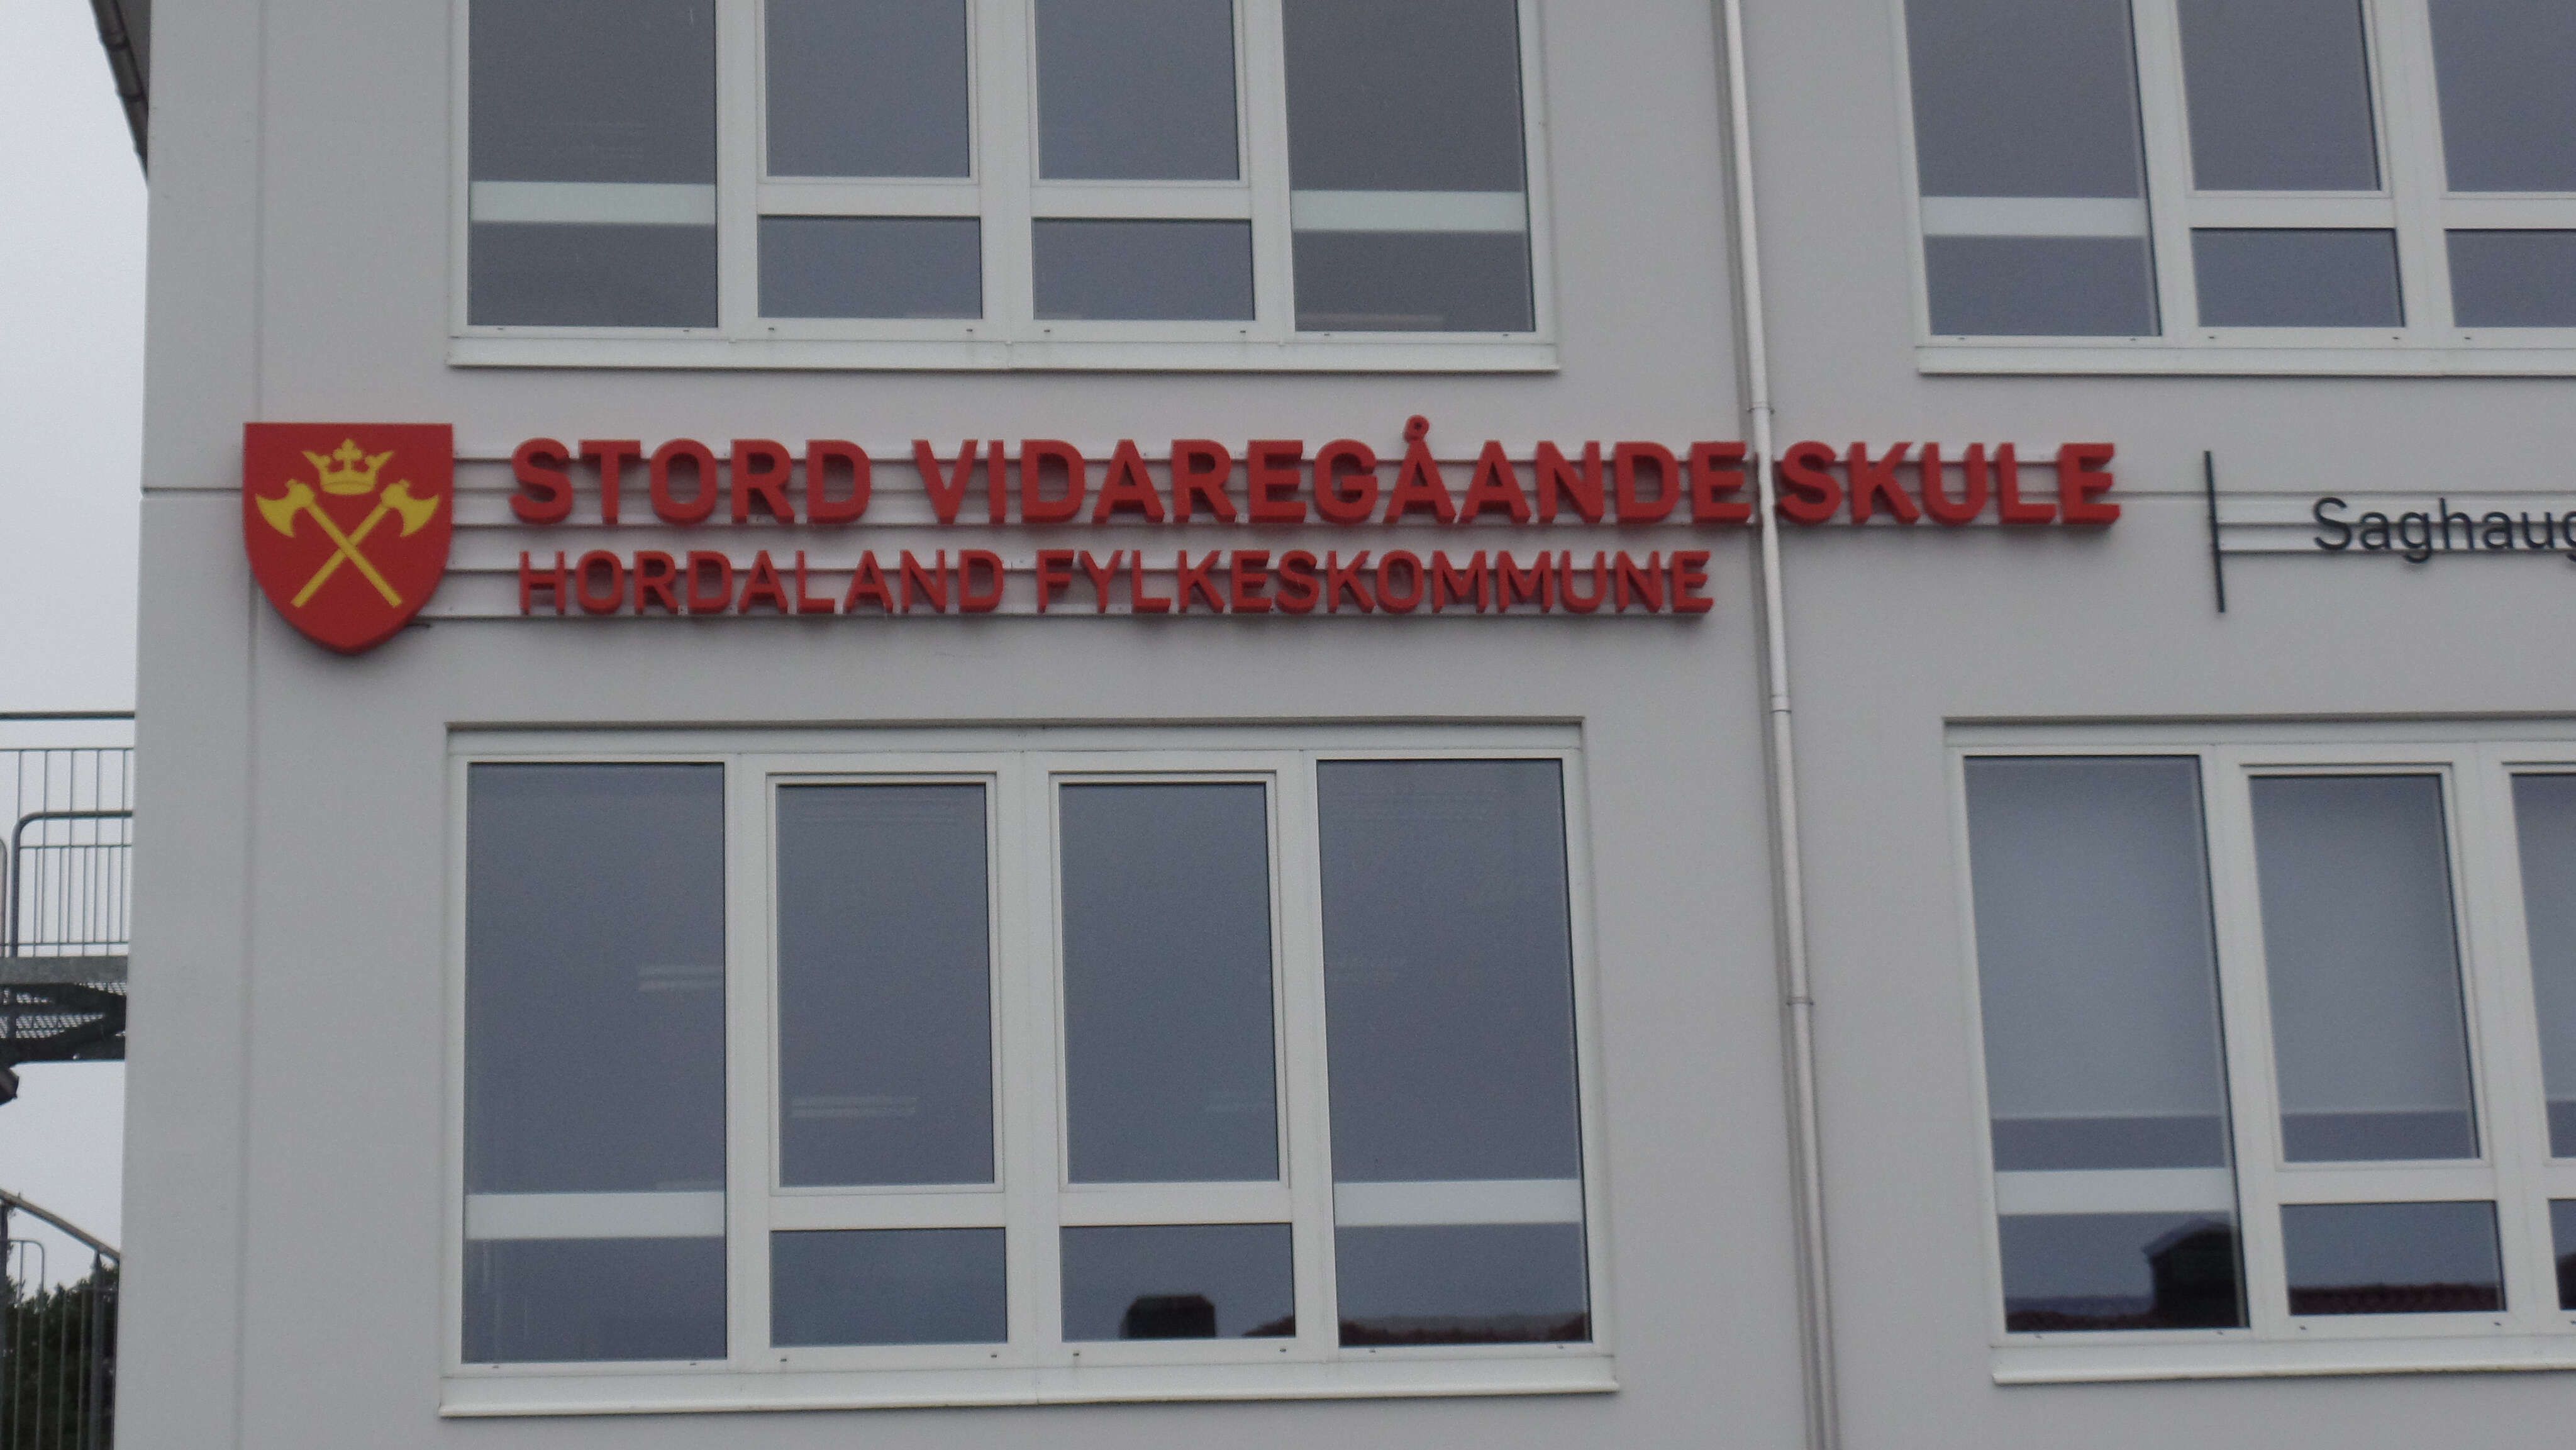 STORD VIDAREGÅANDE SKULE
HORDALAND FYLKESKOMMUNE